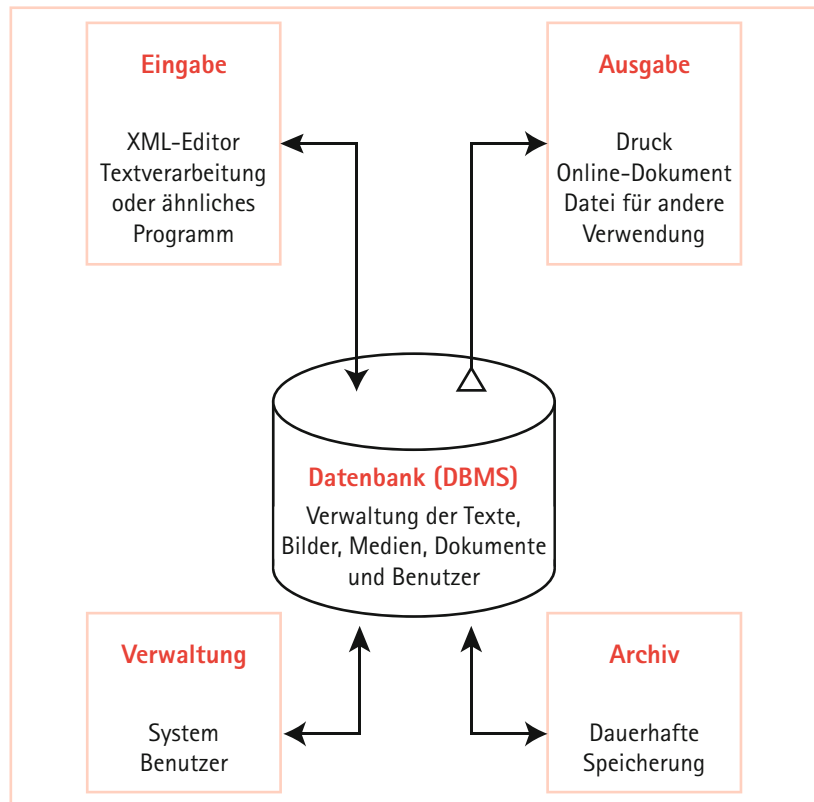 Eingabe
XML-Editor
Textverarbeitung
oder ähnliches
Programm
Ausgabe
Druck
Online-Dokument
Datei für andere
Verwendung
Datenbank (DBMS)
Verwaltung der Texte,
Bilder, Medien, Dokumente
und Benutzer
Verwaltung
System
Benutzer
Archiv
Dauerhafte
Speicherung